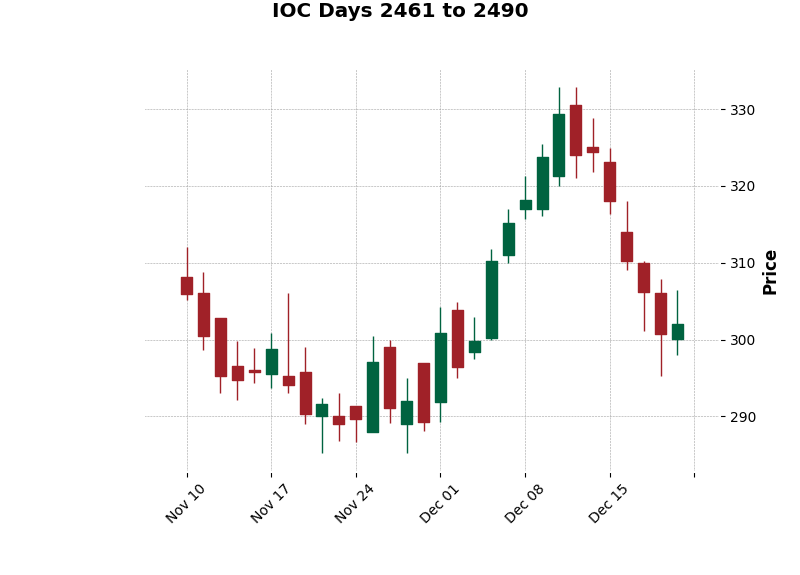 IOC Days 2461 to 2490
330
320
310
300
290
Price
Nov 10
Nov 17
Nov 24
Dec 01
Dec 08
Dec 15